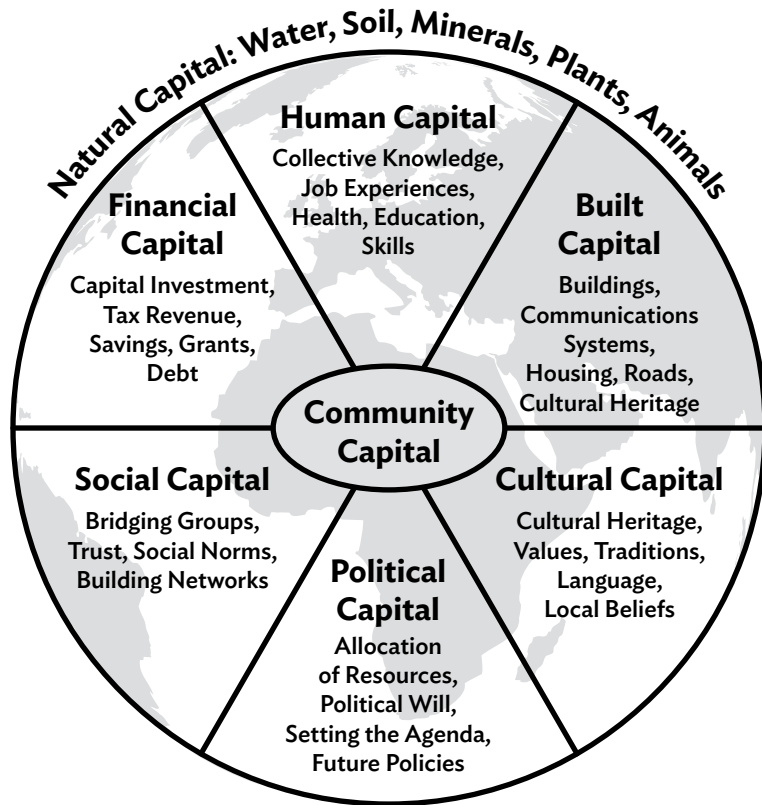 Natural Capital: Water, Soil, Minerals, Plants, Animals
Human Capital
Collective Knowledge,
Job Experiences,
Health, Education,
Skills
Financial
Capital
Capital Investment,
Tax Revenue,
Savings, Grants,
Debt
Built
Capital
Buildings,
Communications
Systems,
Housing, Roads,
Cultural Heritage
Community
Capital
Social Capital
Bridging Groups,
Trust, Social Norms,
Building Networks
Political
Capital
Allocation
of Resources,
Political Will,
Setting the Agenda,
Future Policies
Cultural Capital
Cultural Heritage,
Values, Traditions,
Language,
Local Beliefs